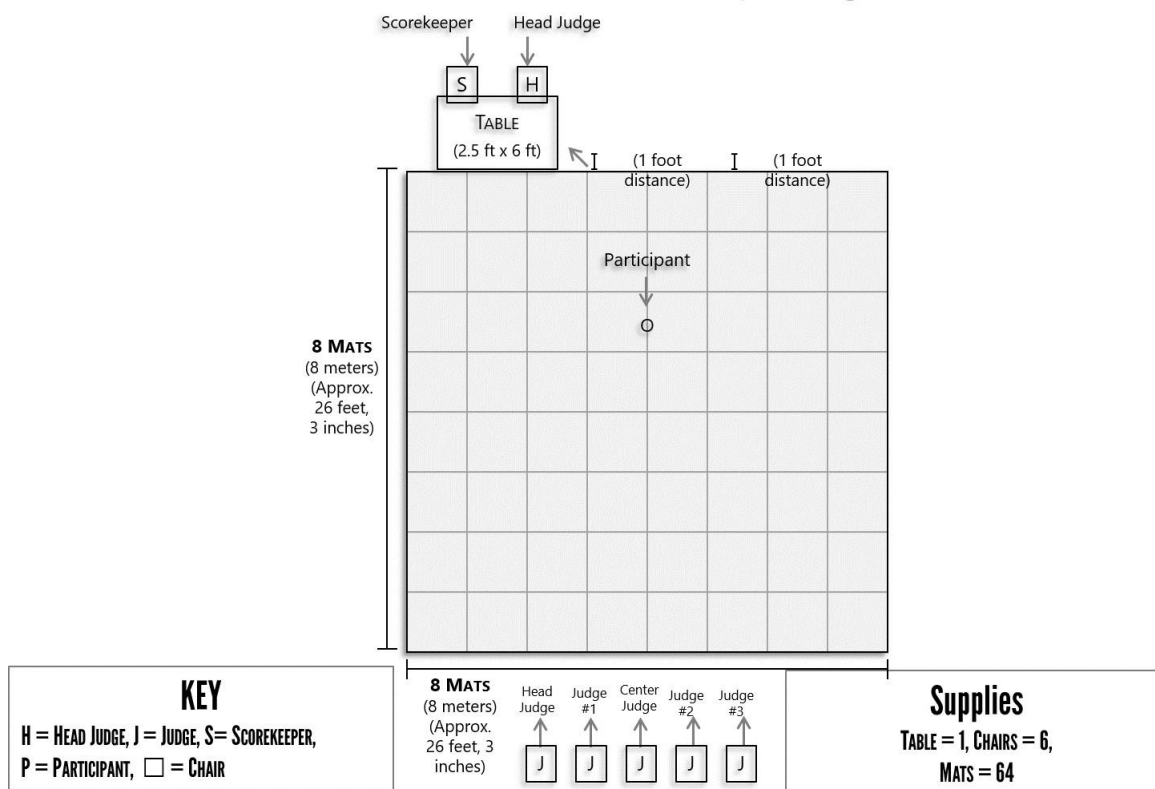 Scorekeeper
Head Judge
S
H
TABLE
(2.5 ft x 6 ft)
(1 foot
distance)
(1 foot
distance)
Participant
O
8 MATS
(8 meters)
(Approx.
26 feet,
3 inches)
8 MATS
(8 meters)
(Approx.
26 feet, 3
inches)
Head
Judge
Judge
#1
Center
Judge
Judge
#2
Judge
#3
J
J
J
J
J
KEY
H = HEAD JUDGE, J = JUDGE, S= SCOREKEEPER,
P = PARTICIPANT, □ = CHAIR
Supplies
TABLE = 1, CHAIRS = 6,
MATS = 64